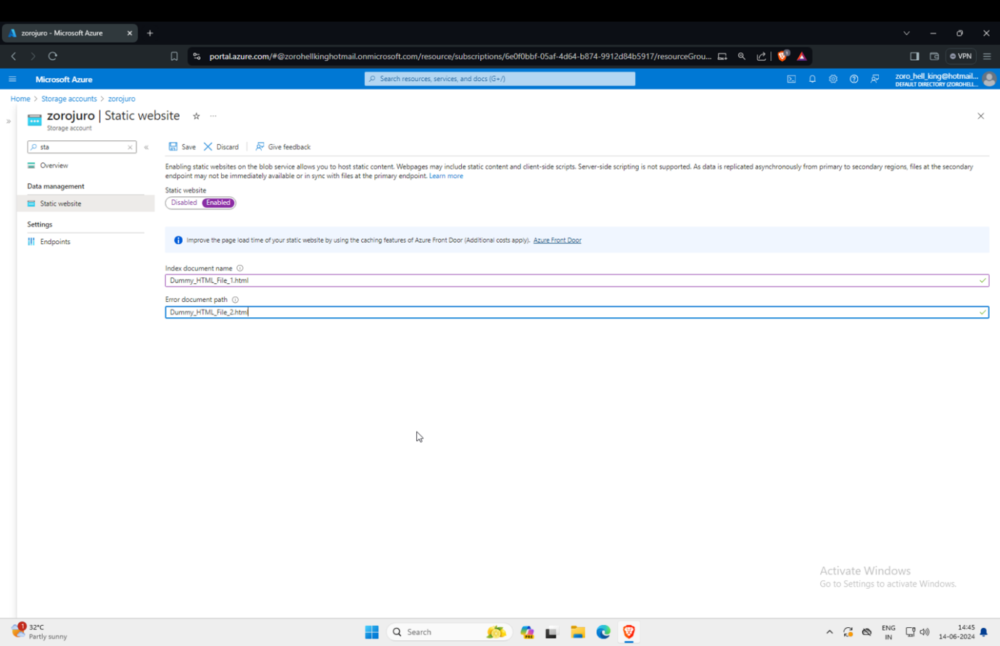 zorojuro - Microsoft Azure
portal.azure.com/#@zorohellkinghotmail.onmicrosoft.com/resource/subscriptions/6e0f0bbf-05af-4d64-b874-9912d84b5917/resourceGrou...
VPN
Microsoft Azure
Search resources, services, and docs (G+/)
zoro_hell_king@hotmail...
DEFAULT DIRECTORY (ZOROHELL...
Home > Storage accounts > zorojuro
zorojuro | Static website
Storage account
sta
Save
Discard
Give feedback
Overview
Data management
Static website
Settings
Endpoints
Enabling static websites on the blob service allows you to host static content. Webpages may include static content and client-side scripts. Server-side scripting is not supported. As data is replicated asynchronously from primary to secondary regions, files at the secondary
endpoint may not be immediately available or in sync with files at the primary endpoint. Learn more
Static website
Disabled Enabled
Improve the page load time of your static website by using the caching features of Azure Front Door (Additional costs apply). Azure Front Door
Index document name
Dummy_HTML_File_1.html
Error document path
Dummy_HTML_File_2.html
Activate Windows
Go to Settings to activate Windows.
1
32°C
Partly sunny
Search
ENG
IN
14:45
14-06-2024